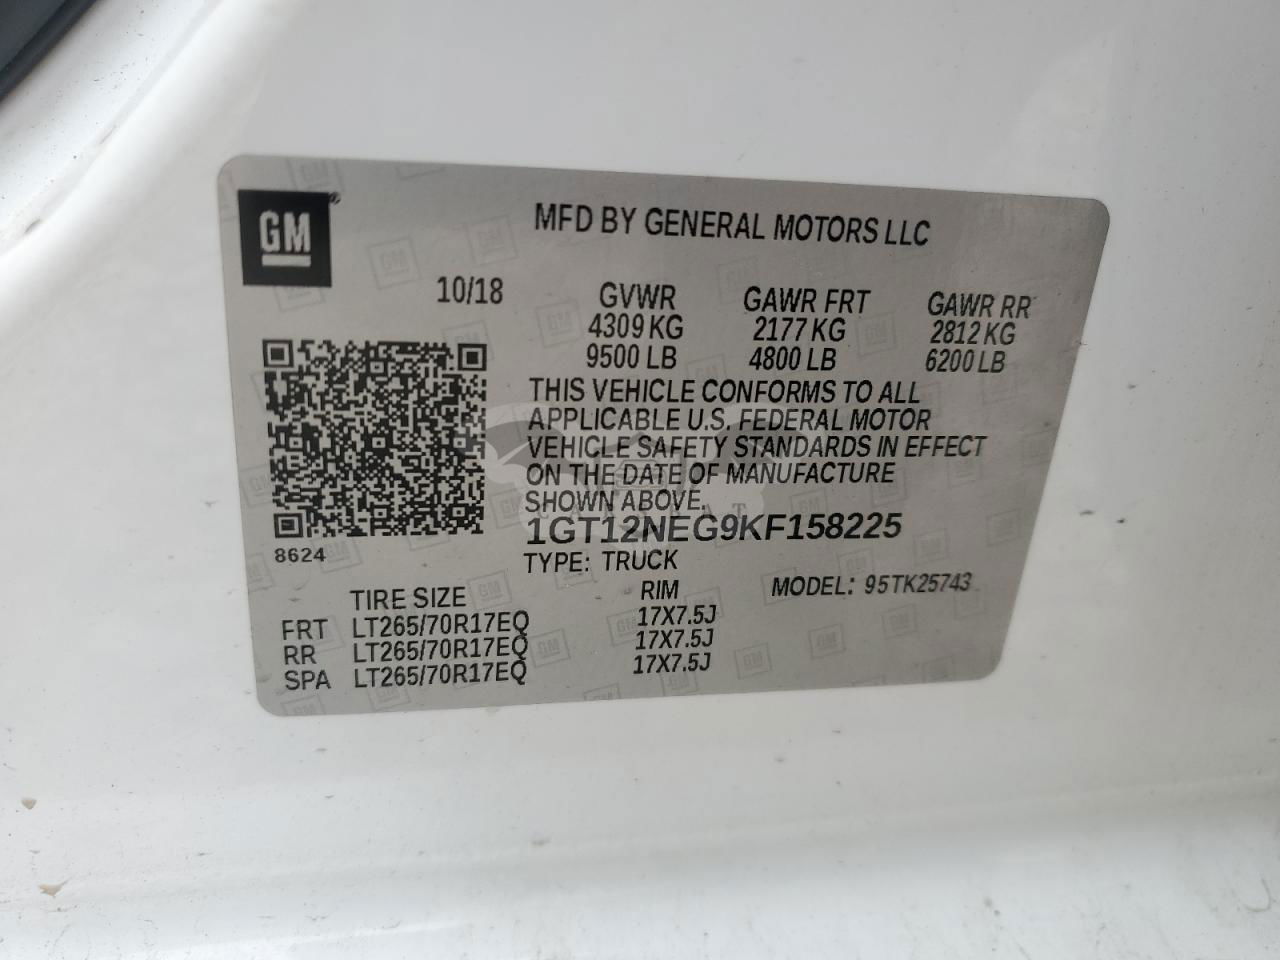 GM
MFD BY GENERAL MOTORS LLC
10/18 GVWR GAWR FRT GAWR RR
4309 KG 2177 KG 2812 KG
9500 LB 4800 LB 6200 LB
THIS VEHICLE CONFORMS TO ALL
APPLICABLE U.S. FEDERAL MOTOR
VEHICLE SAFETY STANDARDS IN EFFECT
ON THE DATE OF MANUFACTURE
SHOWN ABOVE.
1GT12NEG9KF158225
8624
TYPE: TRUCK
TIRE SIZE RIM MODEL: 95TK25743
FRT LT265/70R17EQ 17X7.5J
RR LT265/70R17EQ 17X7.5J
SPA LT265/70R17EQ 17X7.5J